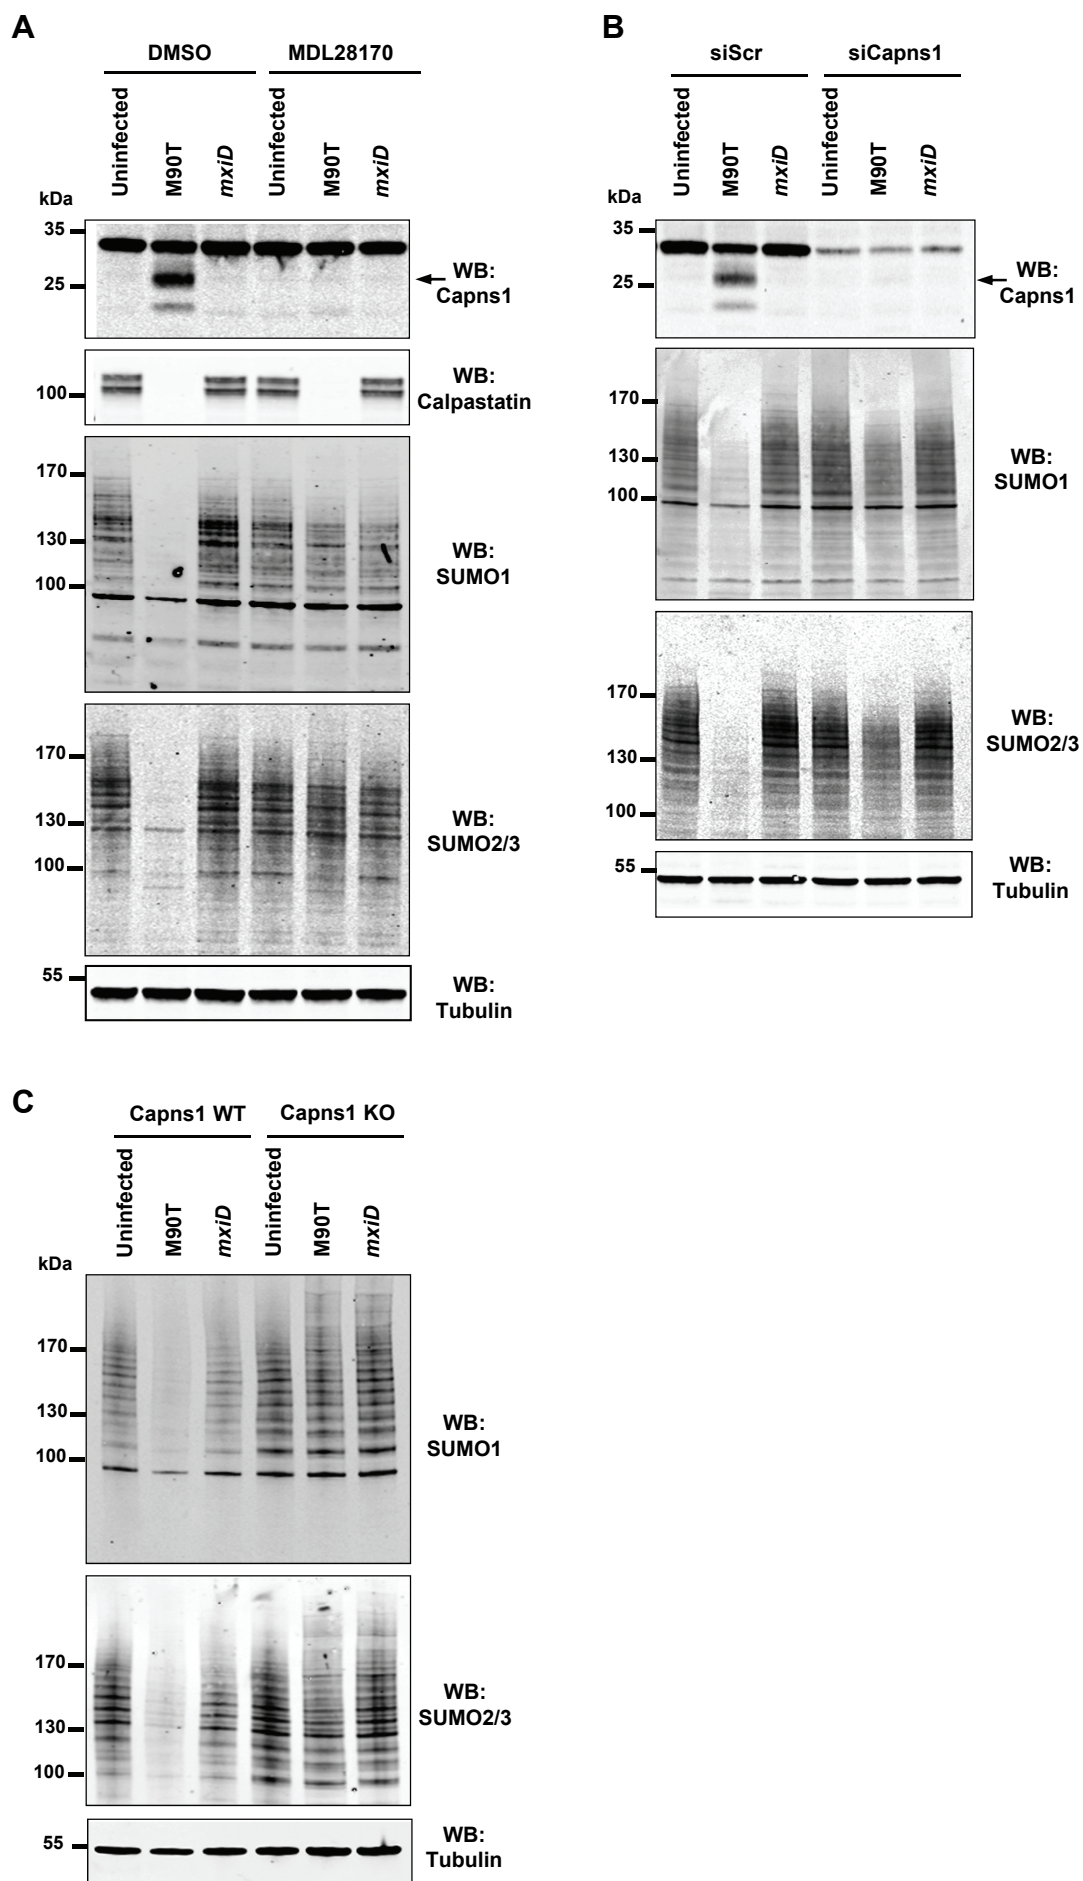 A
DMSO MDL28170
Uninfected M90T mxiD Uninfected M90T mxiD
kDa
35
25
WB:
Capns1
100
WB:
Calpastatin
170
130
100
WB:
SUMO1
170
130
100
WB:
SUMO2/3
55
WB:
Tubulin
B
siScr siCapns1
Uninfected M90T mxiD Uninfected M90T mxiD
kDa
35
25
WB:
Capns1
170
130
100
WB:
SUMO1
170
130
100
WB:
SUMO2/3
55
WB:
Tubulin
C
Capns1 WT Capns1 KO
Uninfected M90T mxiD Uninfected M90T mxiD
kDa
170
130
100
WB:
SUMO1
170
130
100
WB:
SUMO2/3
55
WB:
Tubulin